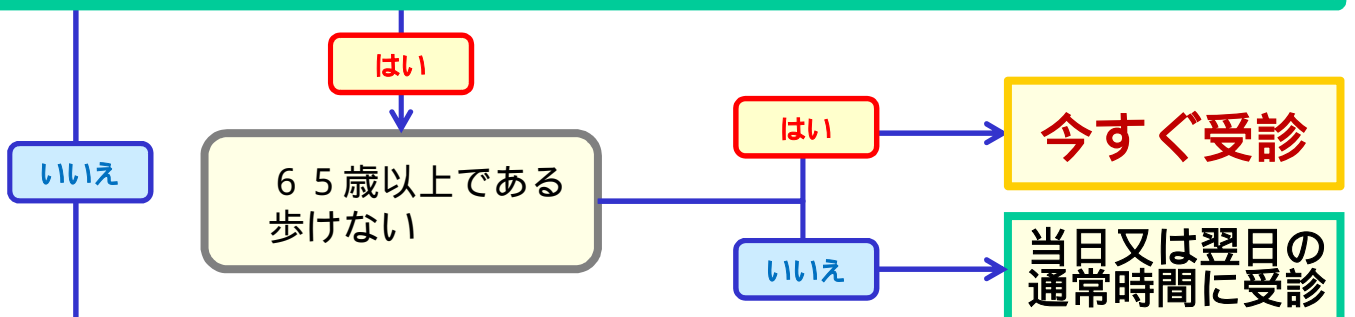 はい
いいえ
６５歳以上である
歩けない
はい
今すぐ受診
いいえ
当日又は翌日の
通常時間に受診